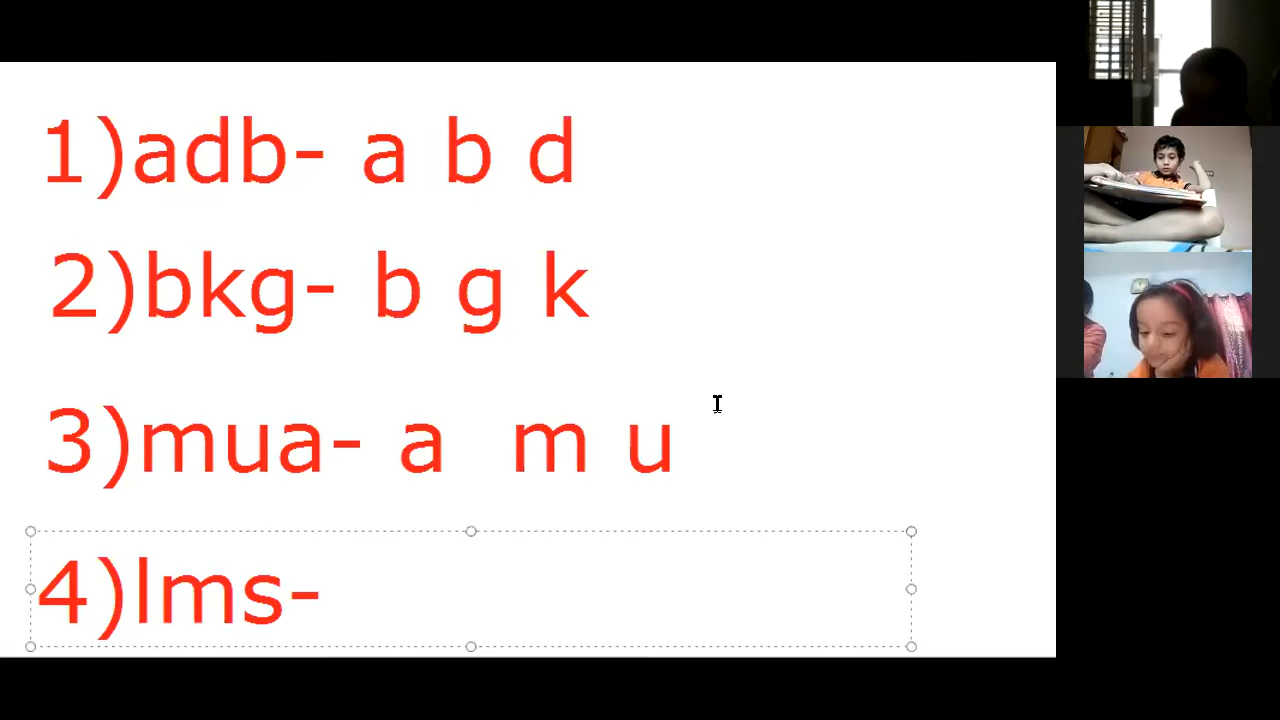 1)adb- a b d
2)bkg- b g k
3)mua- a m u
4)lms-